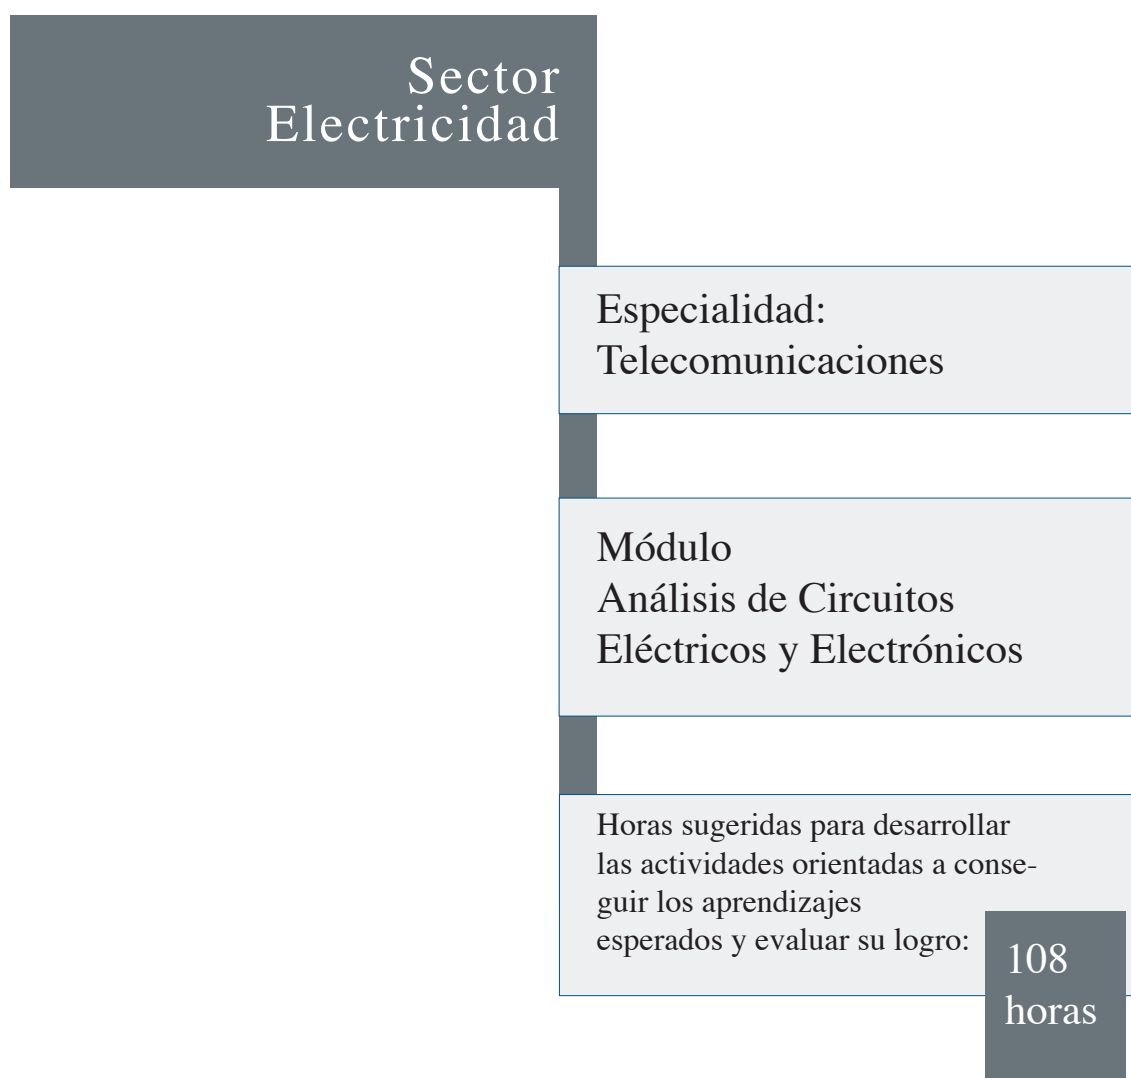 Sector
Electricidad
Especialidad:
Telecomunicaciones
Módulo
Análisis de Circuitos
Eléctricos y Electrónicos
Horas sugeridas para desarrollar
las actividades orientadas a conse-
guir los aprendizajes
esperados y evaluar su logro:
108
horas